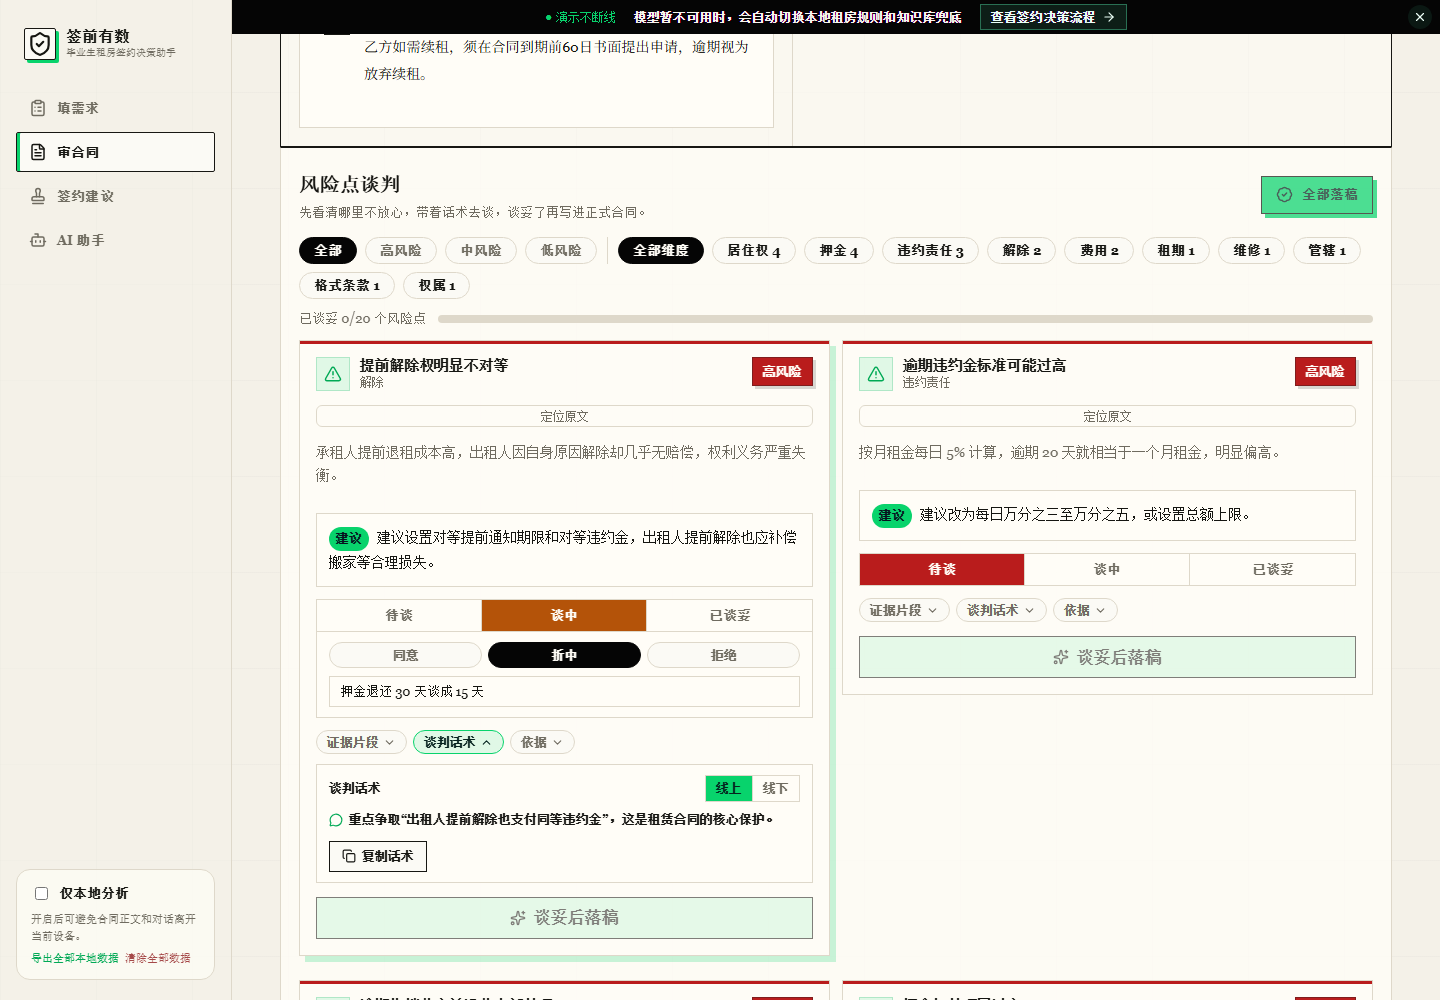 签前有数
毕业生租房签约决策助手
填需求
审合同
签约建议
AI 助手
仅本地分析
开启后可避免合同正文和对话离开
当前设备。
导出全部本地数据 清除全部数据
演示不断线 模型暂不可用时，会自动切换本地租房规则和知识库兜底 查看签约决策流程
乙方如需续租，须在合同到期前60日书面提出申请，逾期视为
放弃续租。
风险点谈判
先看清哪里不放心，带着话术去谈，谈妥了再写进正式合同。
全部落稿
全部 高风险 中风险 低风险 全部维度 居住权 4 押金 4 违约责任 3 解除 2 费用 2 租期 1 维修 1 管辖 1
格式条款 1 权属 1
已谈妥 0/20 个风险点
提前解除权明显不对等
解除
高风险
定位原文
承租人提前退租成本高，出租人因自身原因解除却几乎无赔偿，权利义务严重失
衡。
建议 建议设置对等提前通知期限和对等违约金，出租人提前解除也应补偿
搬家等合理损失。
待谈 谈中 已谈妥
同意 折中 拒绝
押金退还 30 天谈成 15 天
证据片段 谈判话术 依据
谈判话术
线上 线下
重点争取“出租人提前解除也支付同等违约金”，这是租赁合同的核心保护。
复制话术
谈妥后落稿
逾期违约金标准可能过高
违约责任
高风险
定位原文
按月租金每日 5% 计算，逾期 20 天就相当于一个月租金，明显偏高。
建议 建议改为每日万分之三至万分之五，或设置总额上限。
待谈 谈中 已谈妥
证据片段 谈判话术 依据
谈妥后落稿